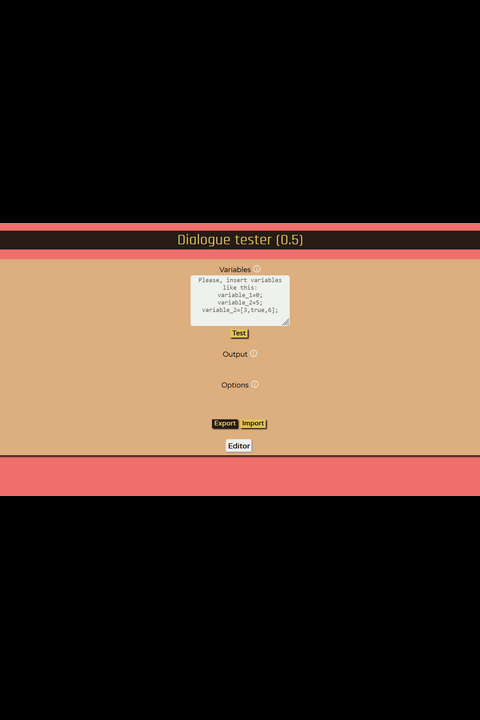 Dialogue tester (0.5)
Variables
Please, insert variables
like this:
variable_1=0;
variable_2=5;
variable_2=[3,true,6];
Test
Output
Options
Export Import
Editor